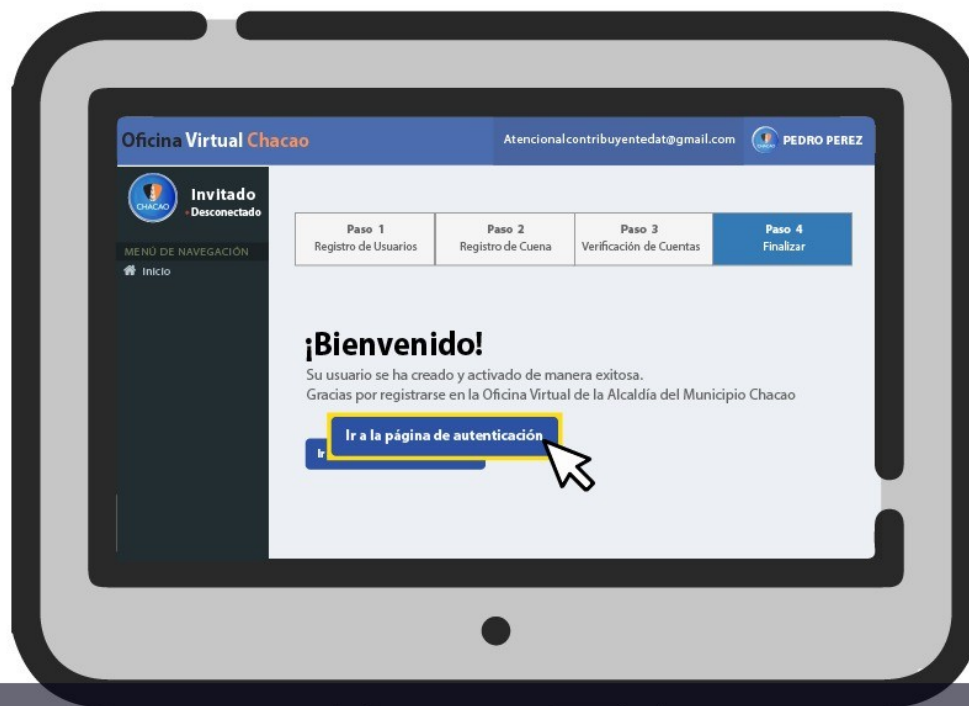 Oficina Virtual Chacao
Atencionalcontribuyentedat@gmail.com
CHACAO
PEDRO PEREZ
CHACAO
Invitado
Desconectado
MENÚ DE NAVEGACIÓN
Inicio
Paso 1
Registro de Usuarios
Paso 2
Registro de Cuena
Paso 3
Verificación de Cuentas
Paso 4
Finalizar
¡Bienvenido!
Su usuario se ha creado y activado de manera exitosa.
Gracias por registrarse en la Oficina Virtual de la Alcaldía del Municipio Chacao
Ir a la página de autenticación
Ir